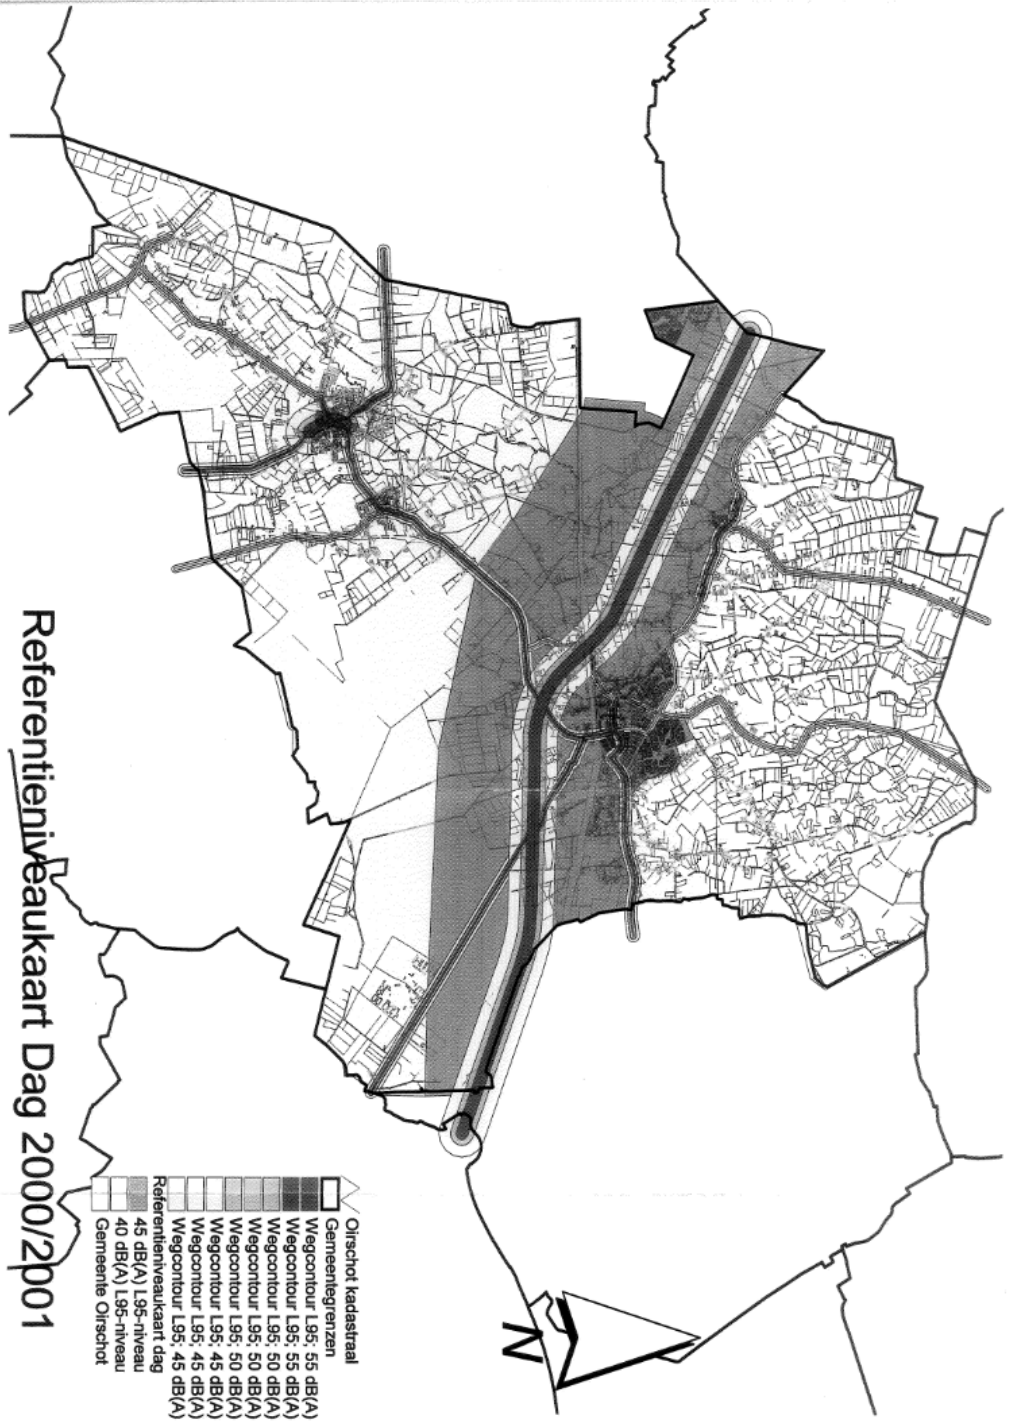 Referentieniveaukaart Dag 2000/2001
Oirschot kadastraal
Gemeentegrenzen
Wegcontour L95; 55 dB(A)
Wegcontour L95; 55 dB(A)
Wegcontour L95; 50 dB(A)
Wegcontour L95; 50 dB(A)
Wegcontour L95; 50 dB(A)
Wegcontour L95; 45 dB(A)
Wegcontour L95; 45 dB(A)
Wegcontour L95; 45 dB(A)
Referentieniveaukaart dag
45 dB(A) L95-niveau
40 dB(A) L95-niveau
Gemeente Oirschot
N